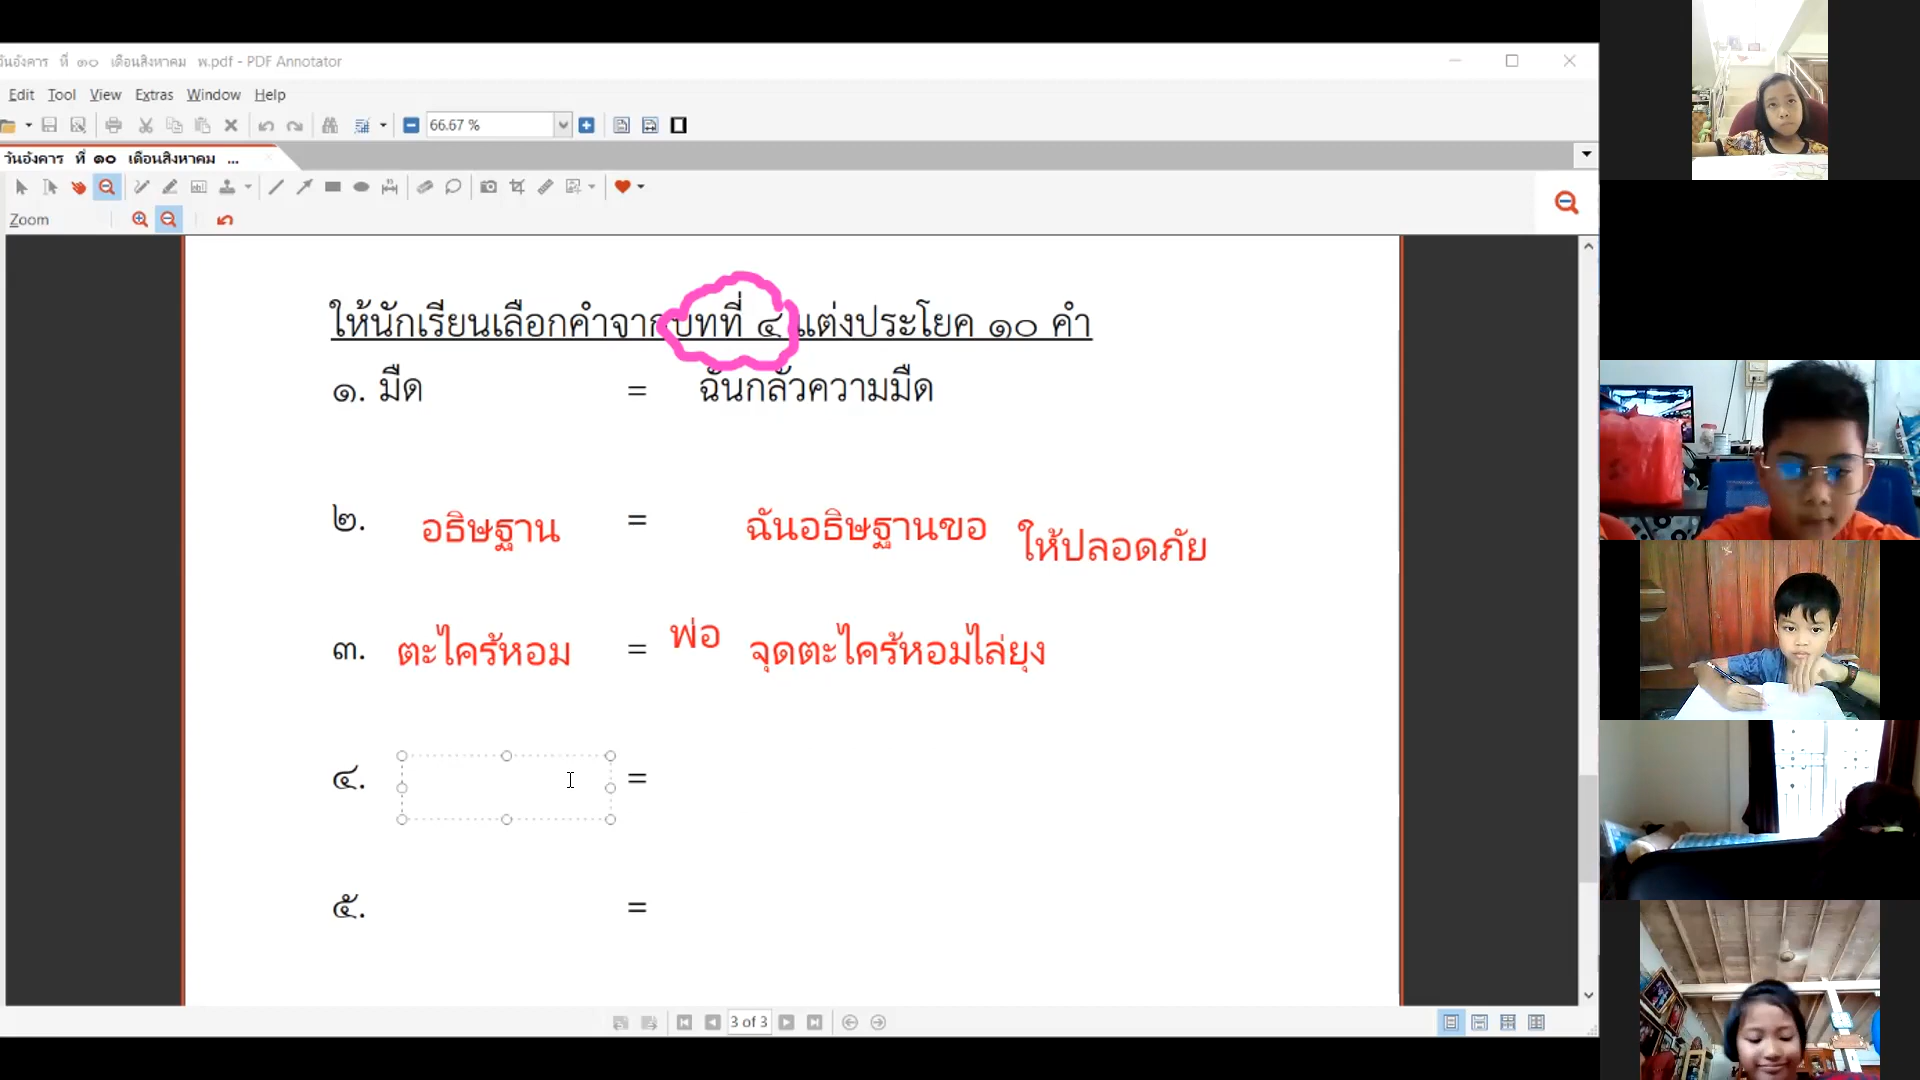 วันอังคาร ที่ ๑๐ เดือนสิงหาคม พ.pdf - PDF Annotator
Edit Tool View Extras Window Help
66.67 %
วันอังคาร ที่ ๑๐ เดือนสิงหาคม ...
Zoom
ให้นักเรียนเลือกคำจากบทที่ ๔ แต่งประโยค ๑๐ คำ
๑. มืด = ฉันกลัวความมืด
๒. อธิษฐาน = ฉันอธิษฐานขอ ให้ปลอดภัย
๓. ตะไคร้หอม = พ่อ จุดตะไคร้หอมไล่ยุง
๔. =
๕. =
3 of 3